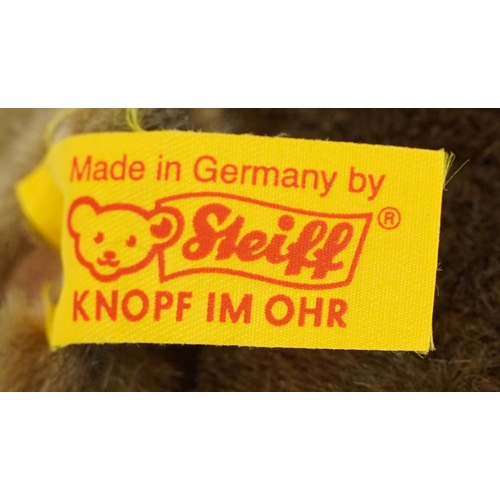 Made in Germany by
Steiff ®
KNOPF IM OHR